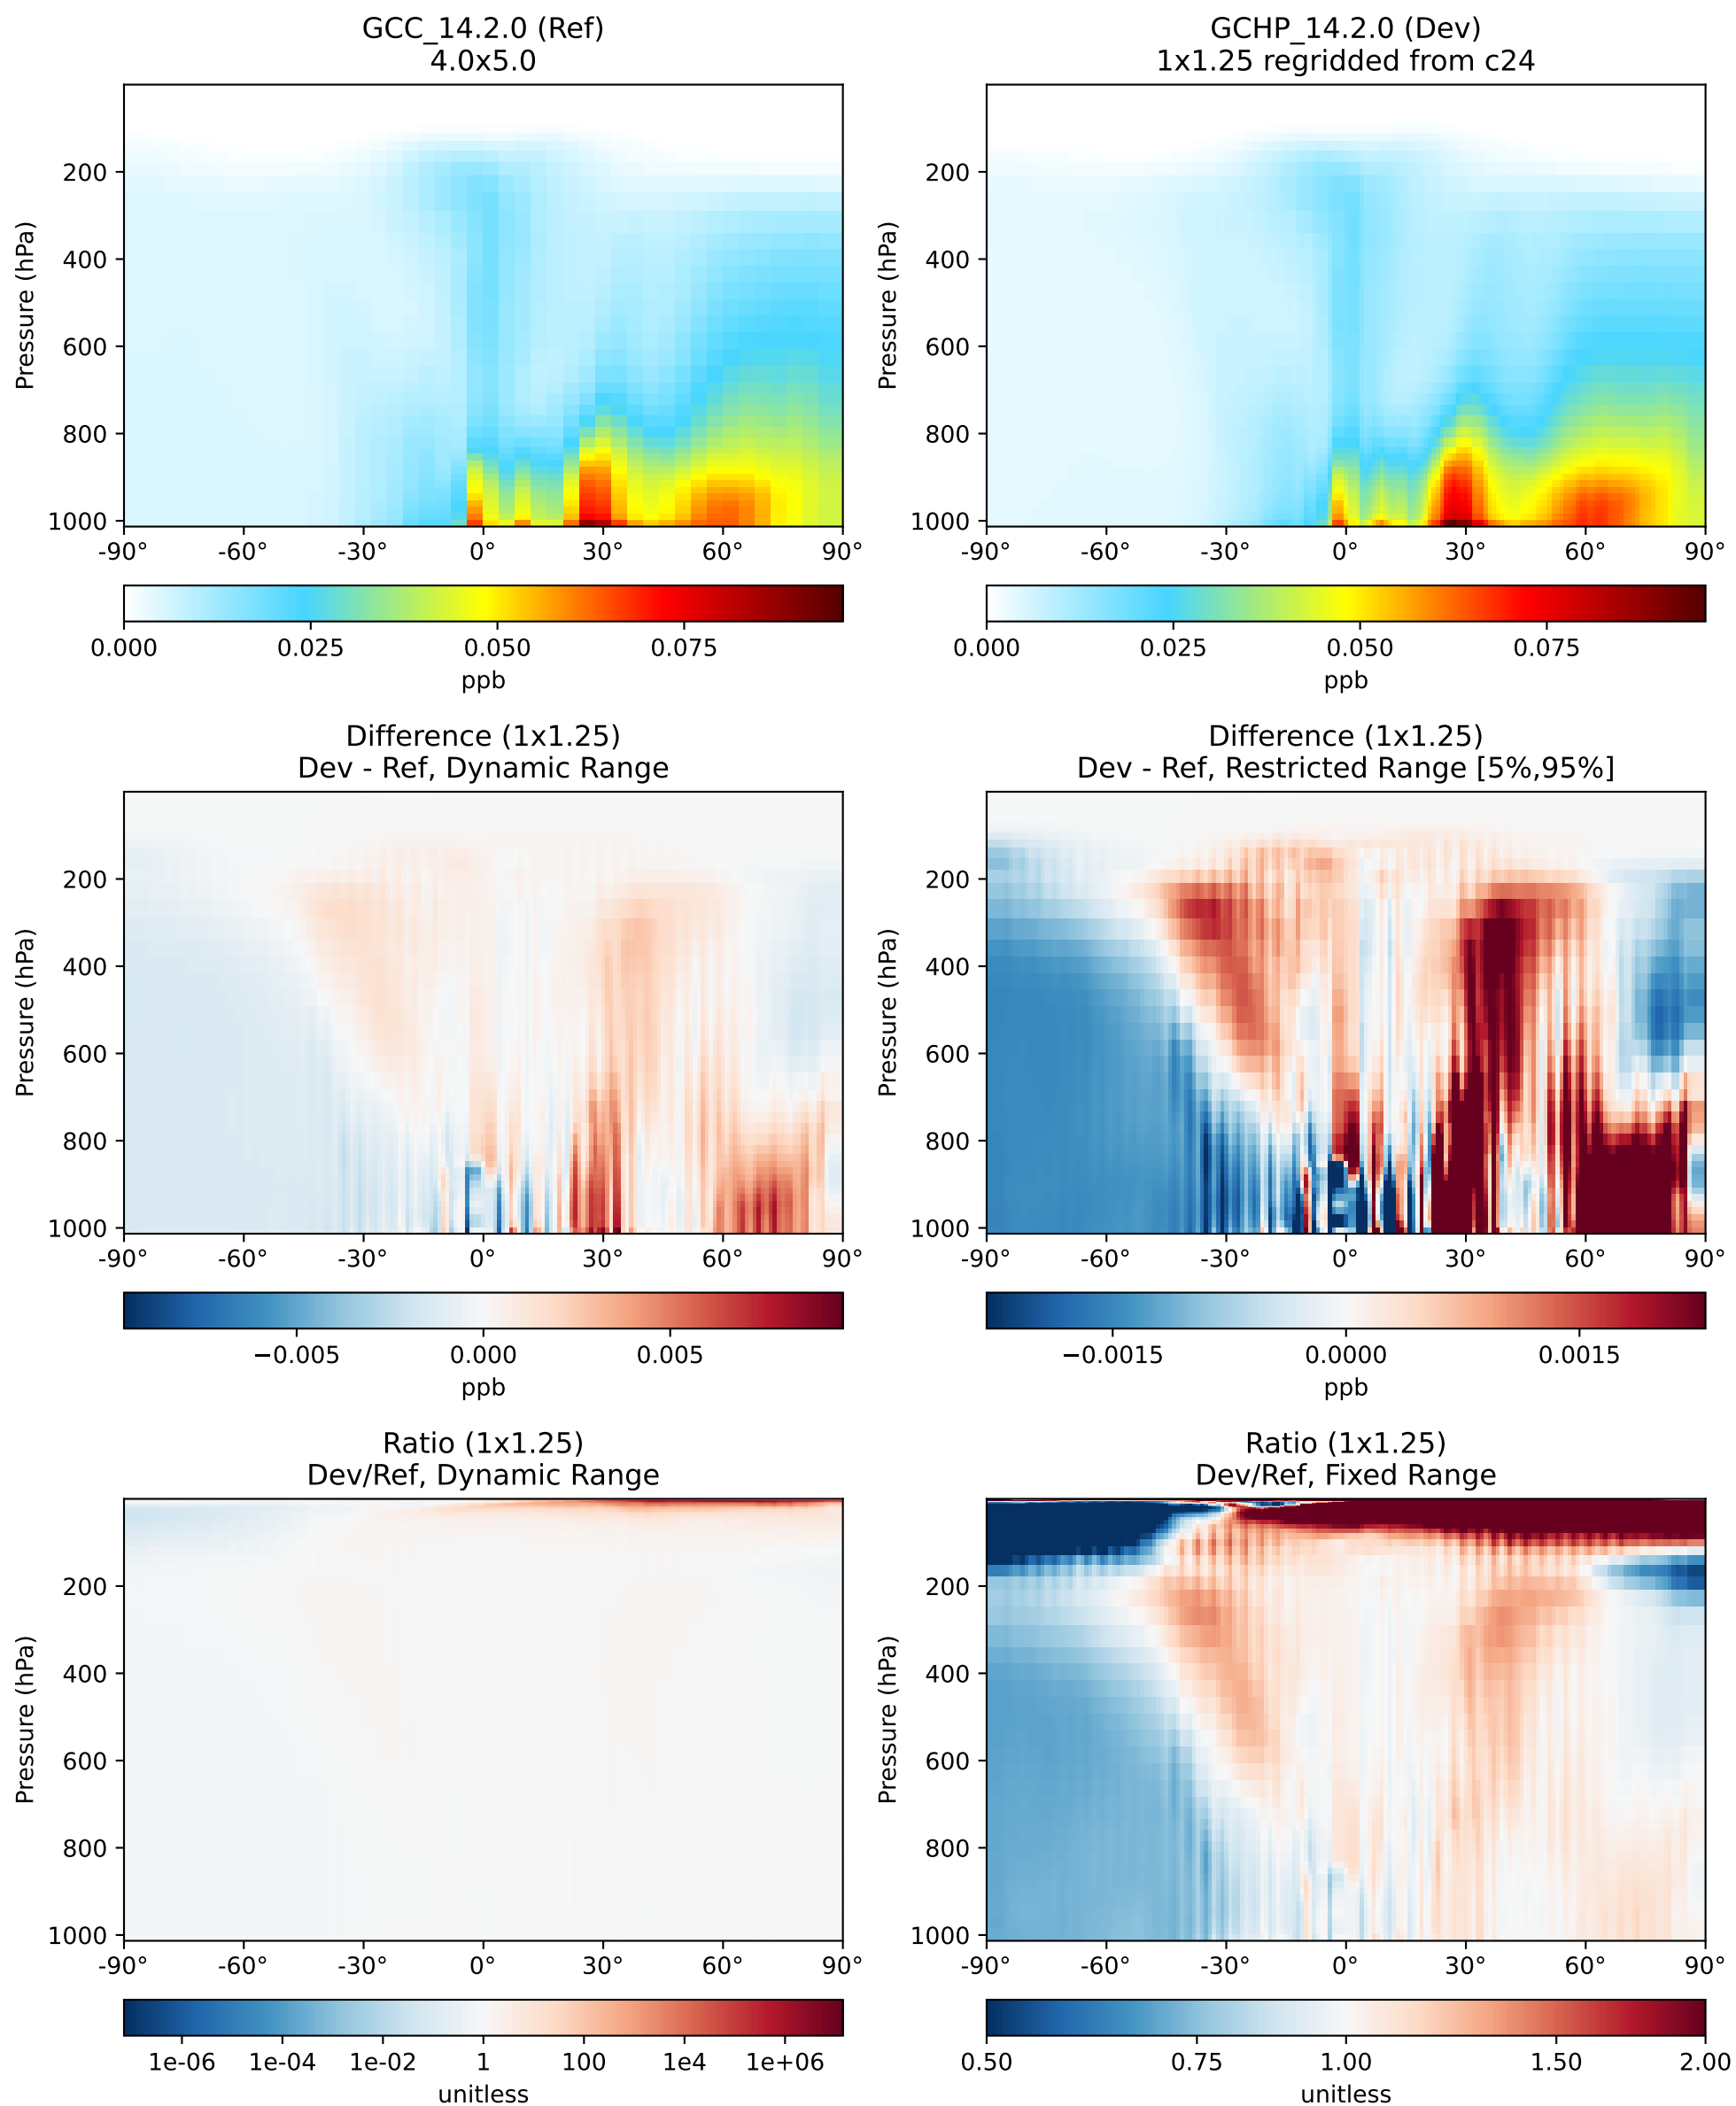 GCC_14.2.0 (Ref)
4.0x5.0
Pressure (hPa)
200
400
600
800
1000
-90° -60° -30° 0° 30° 60° 90°
0.000 0.025 0.050 0.075
ppb
GCHP_14.2.0 (Dev)
1x1.25 regridded from c24
Pressure (hPa)
200
400
600
800
1000
-90° -60° -30° 0° 30° 60° 90°
0.000 0.025 0.050 0.075
ppb
Difference (1x1.25)
Dev - Ref, Dynamic Range
Pressure (hPa)
200
400
600
800
1000
-90° -60° -30° 0° 30° 60° 90°
−0.005 0.000 0.005
ppb
Difference (1x1.25)
Dev - Ref, Restricted Range [5%,95%]
Pressure (hPa)
200
400
600
800
1000
-90° -60° -30° 0° 30° 60° 90°
−0.0015 0.0000 0.0015
ppb
Ratio (1x1.25)
Dev/Ref, Dynamic Range
Pressure (hPa)
200
400
600
800
1000
-90° -60° -30° 0° 30° 60° 90°
1e-06 1e-04 1e-02 1 100 1e4 1e+06
unitless
Ratio (1x1.25)
Dev/Ref, Fixed Range
Pressure (hPa)
200
400
600
800
1000
-90° -60° -30° 0° 30° 60° 90°
0.50 0.75 1.00 1.50 2.00
unitless